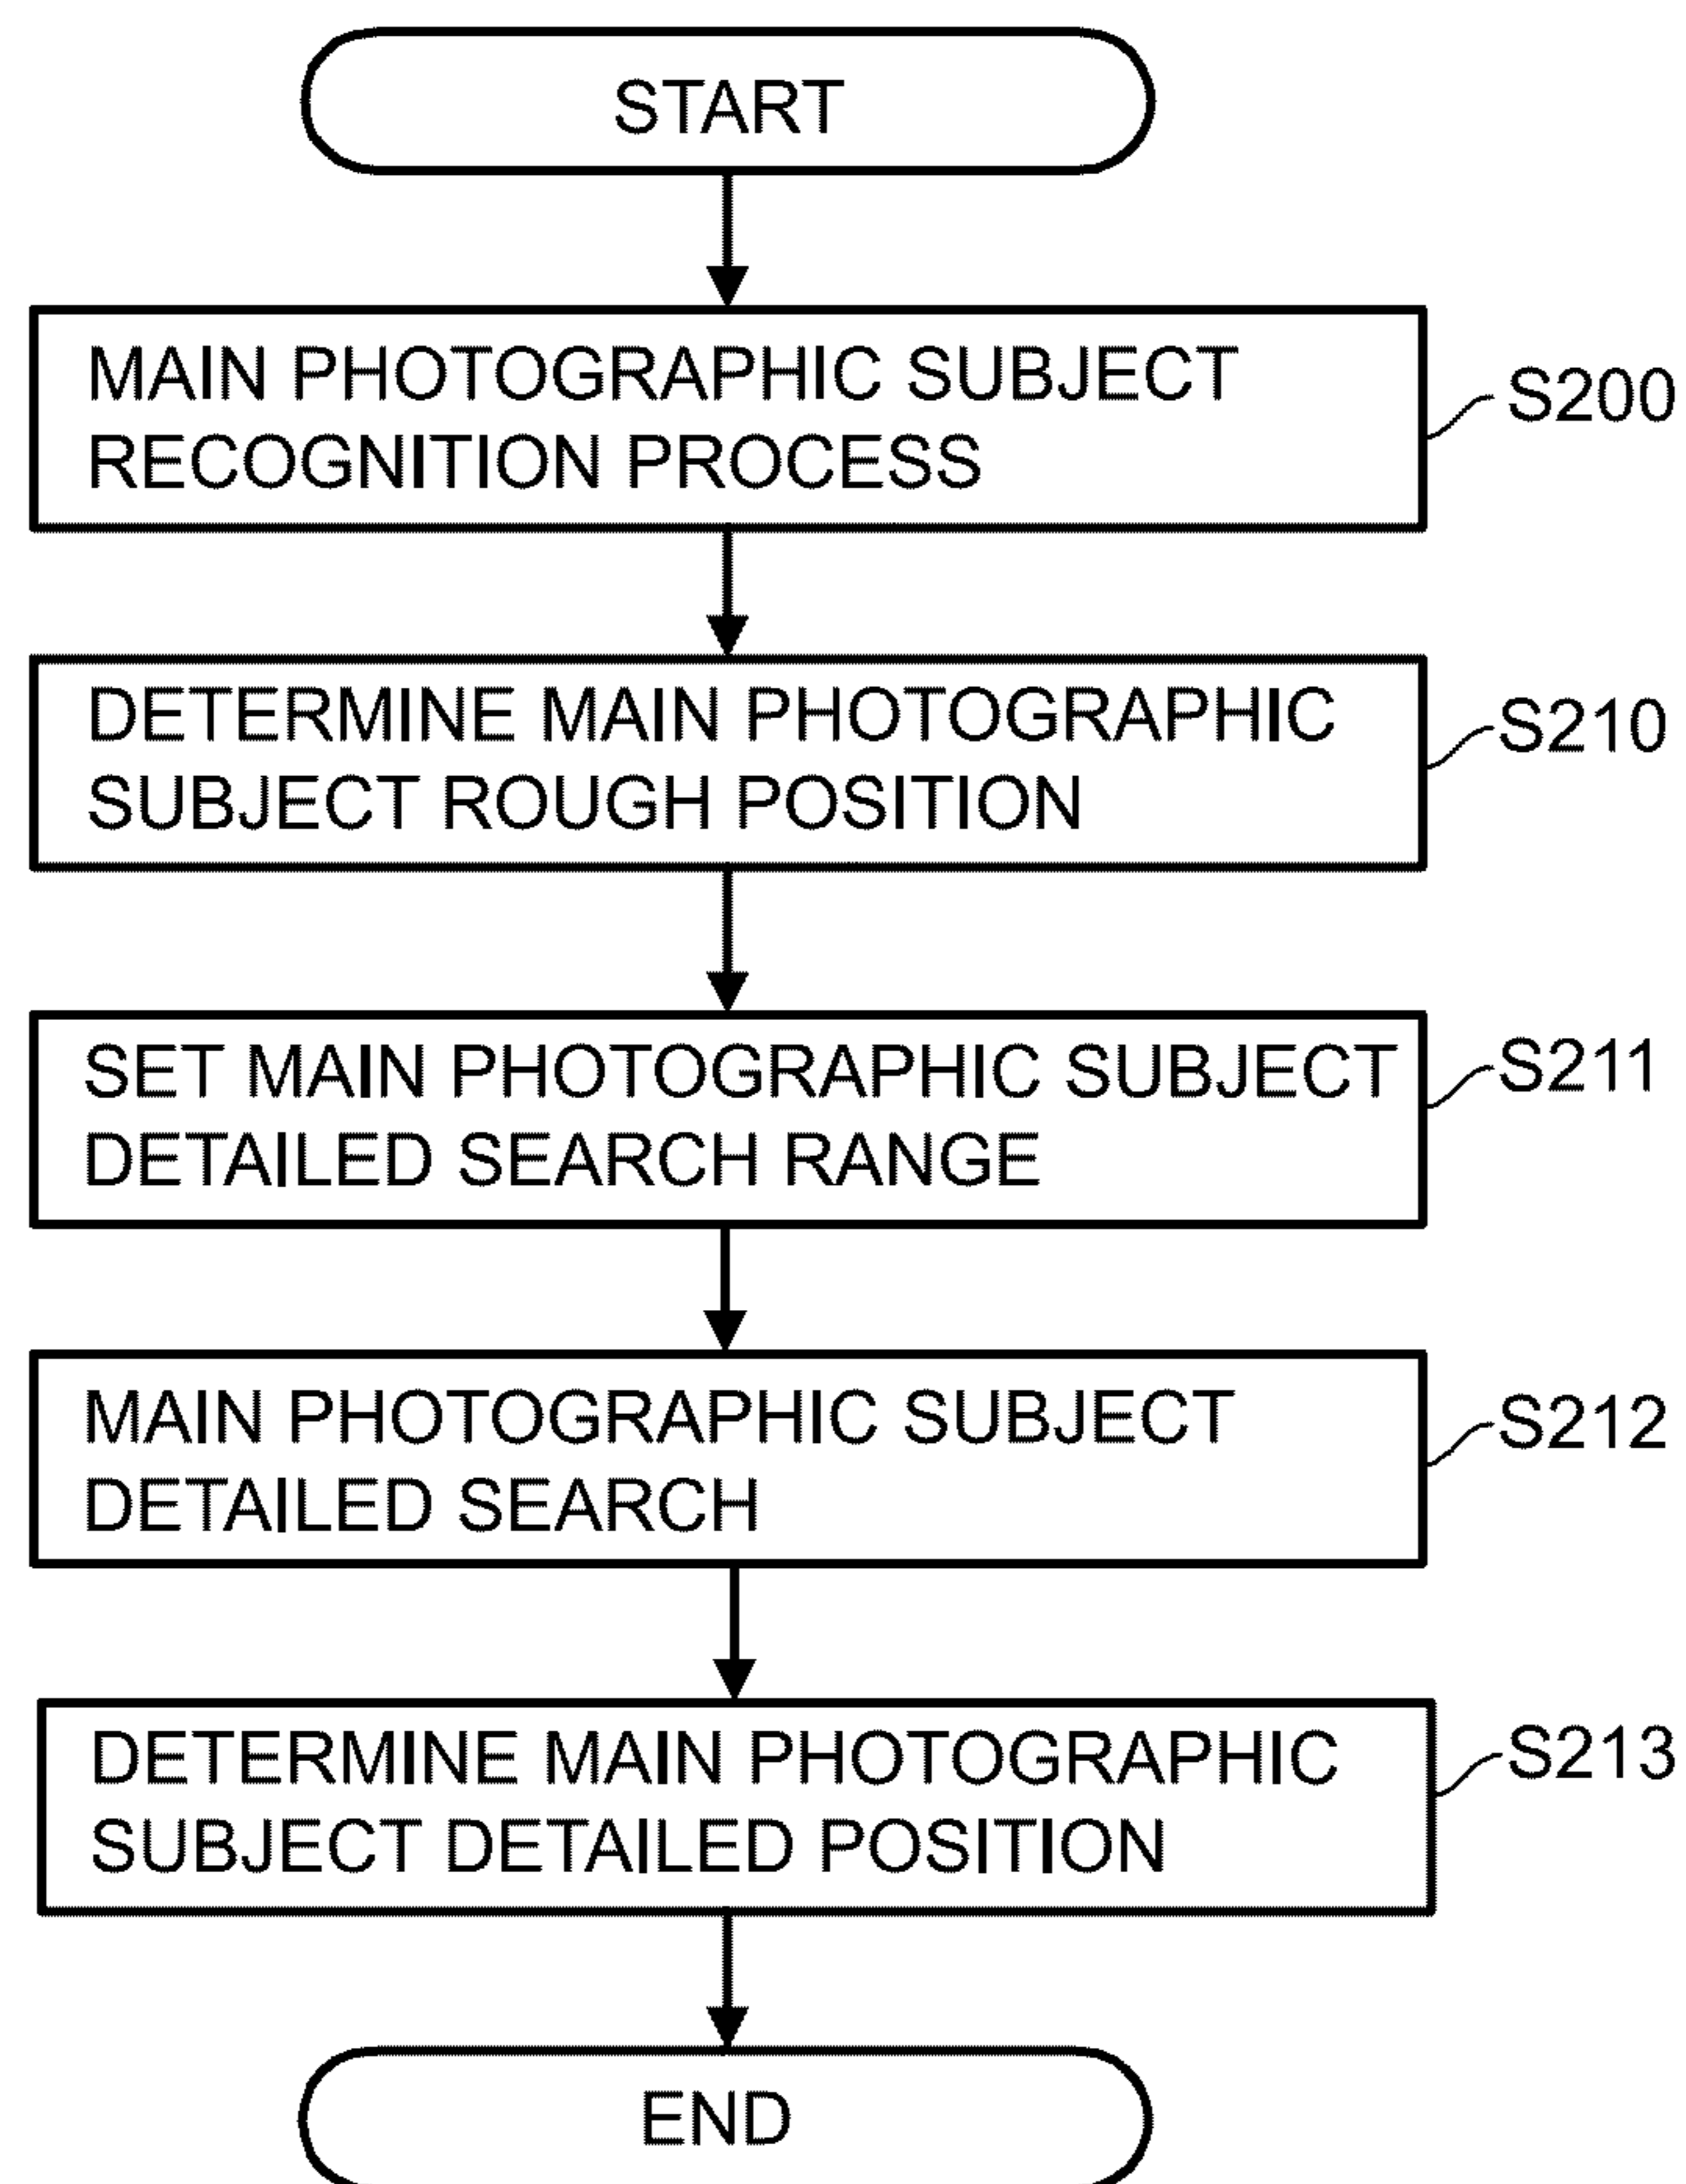 START
MAIN PHOTOGRAPHIC SUBJECT
RECOGNITION PROCESS
S200
DETERMINE MAIN PHOTOGRAPHIC
SUBJECT ROUGH POSITION
S210
SET MAIN PHOTOGRAPHIC SUBJECT
DETAILED SEARCH RANGE
S211
MAIN PHOTOGRAPHIC SUBJECT
DETAILED SEARCH
S212
DETERMINE MAIN PHOTOGRAPHIC
SUBJECT DETAILED POSITION
S213
END